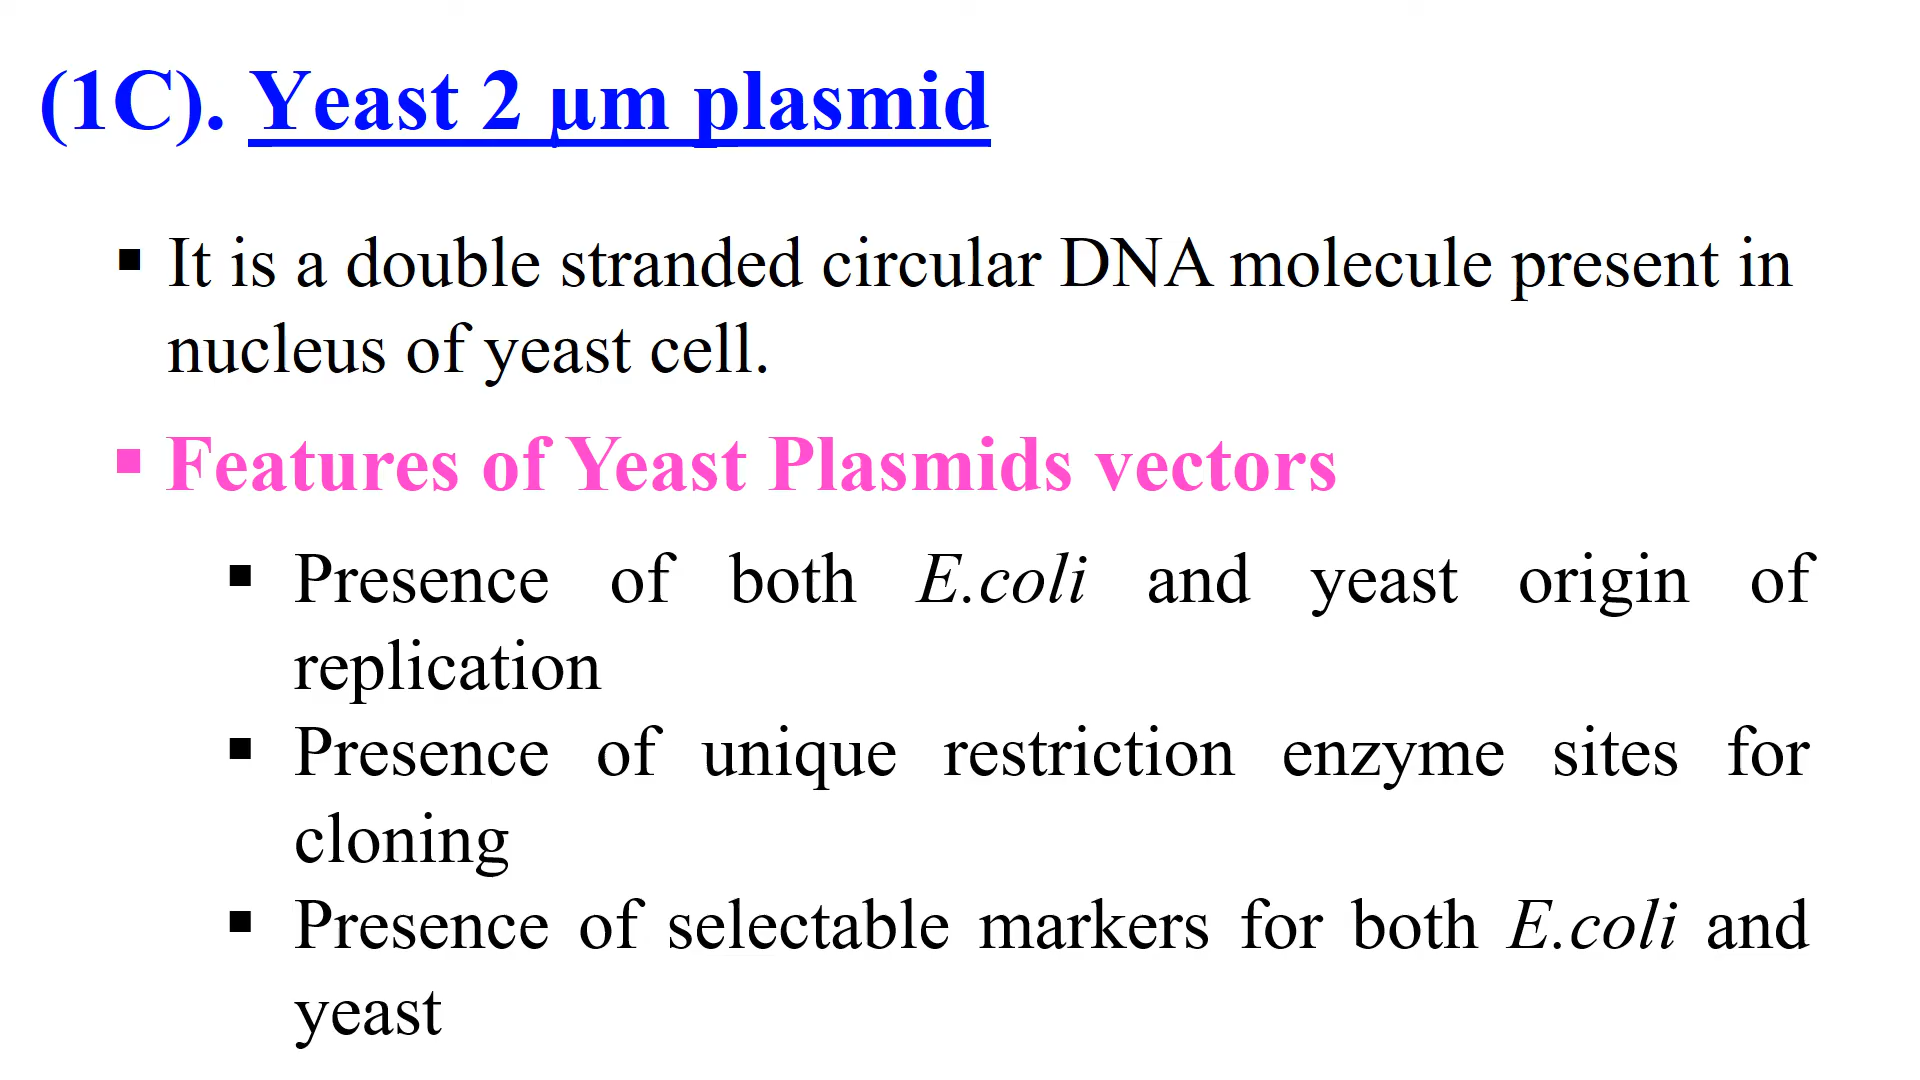 (1C). Yeast 2 µm plasmid
▪ It is a double stranded circular DNA molecule present in
nucleus of yeast cell.
▪ Features of Yeast Plasmids vectors
▪ Presence of both E.coli and yeast origin of
replication
▪ Presence of unique restriction enzyme sites for
cloning
▪ Presence of selectable markers for both E.coli and
yeast